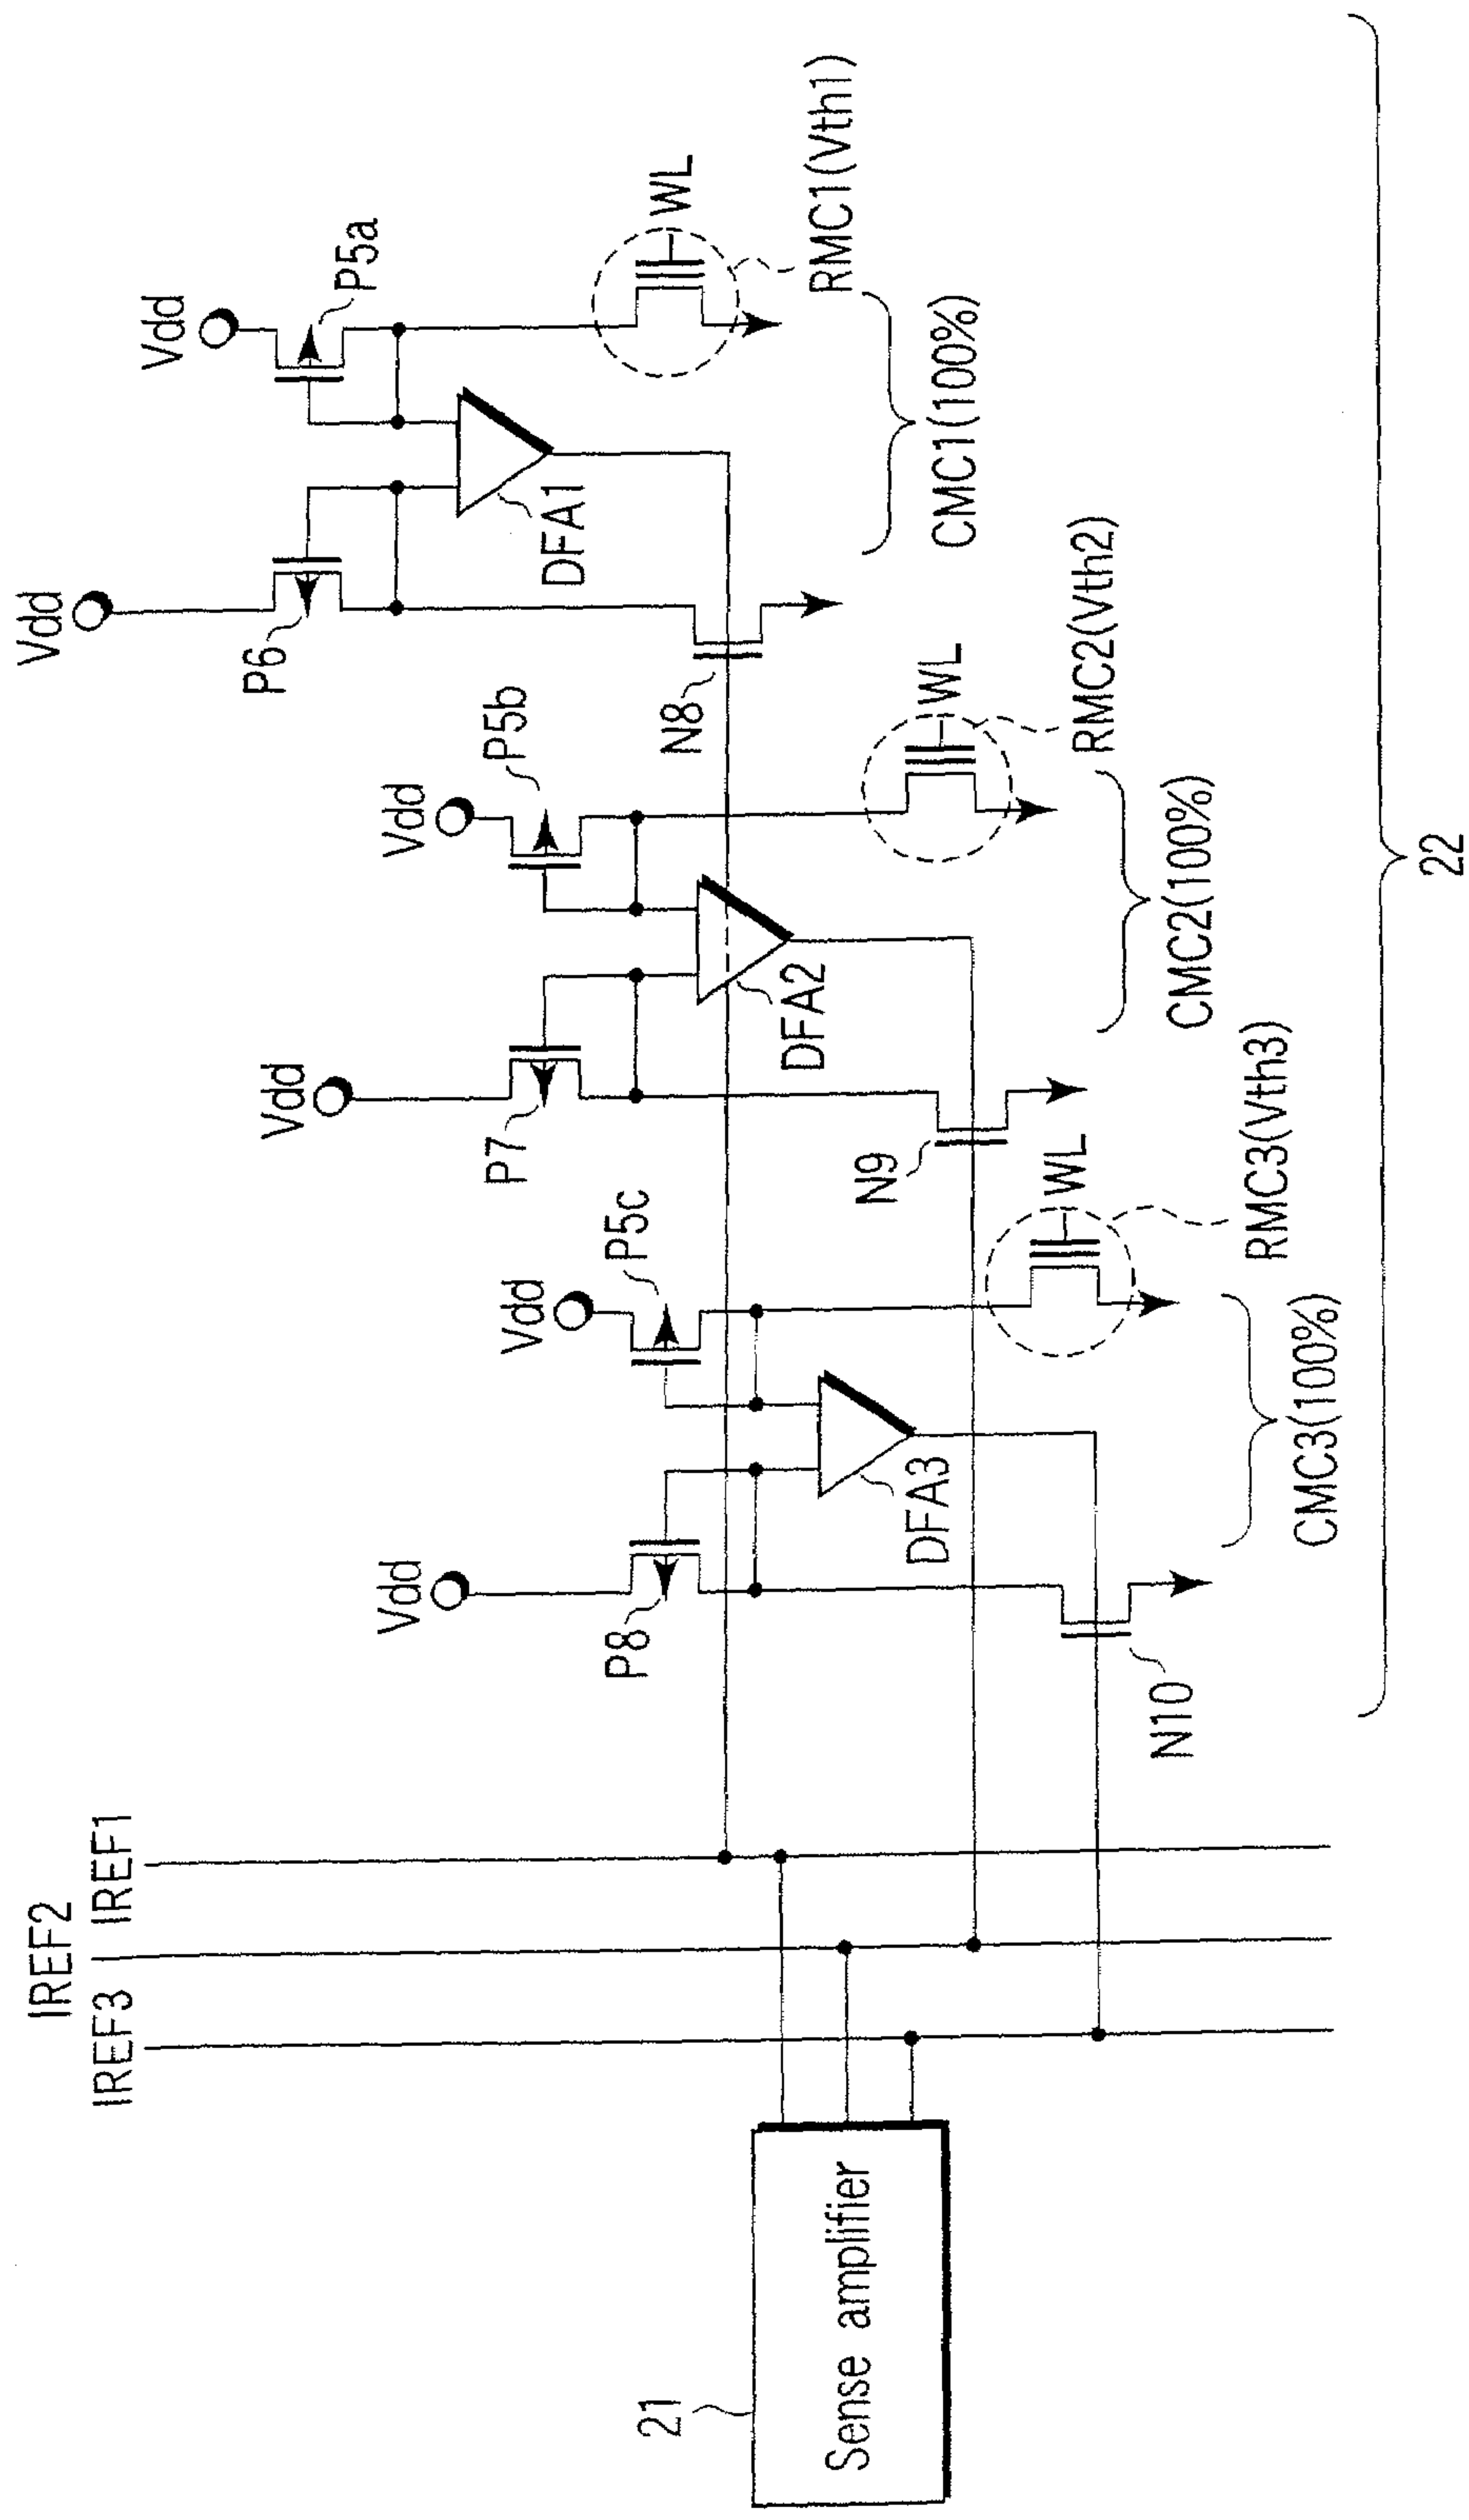 IREF2
IREF3
IREF1
21
Sense amplifier
Vdd
P8
Vdd
P5c
DFA3
N10
WL
RMC3(Vth3)
CMC3(100%)
Vdd
P7
Vdd
P5b
DFA2
N9
WL
RMC2(Vth2)
CMC2(100%)
Vdd
P6
Vdd
P5a
DFA1
N8
WL
RMC1(Vth1)
CMC1(100%)
22